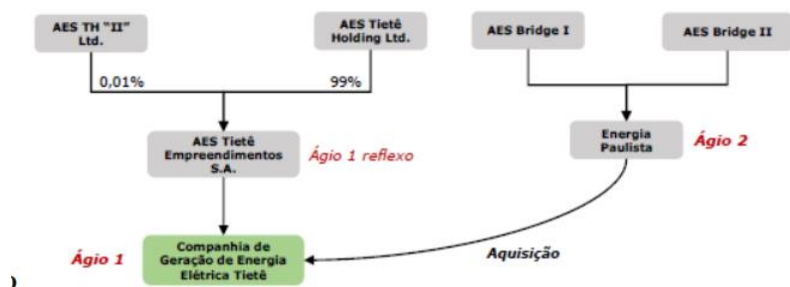 AES TH "II"
Ltd.
AES Tietê
Holding Ltd.
AES Bridge I
AES Bridge II
0,01%
99%
AES Tietê
Empreendimentos
S.A.
Ágio 1 reflexo
Energia
Paulista
Ágio 2
Ágio 1
Companhia de
Geração de Energia
Elétrica Tietê
Aquisição